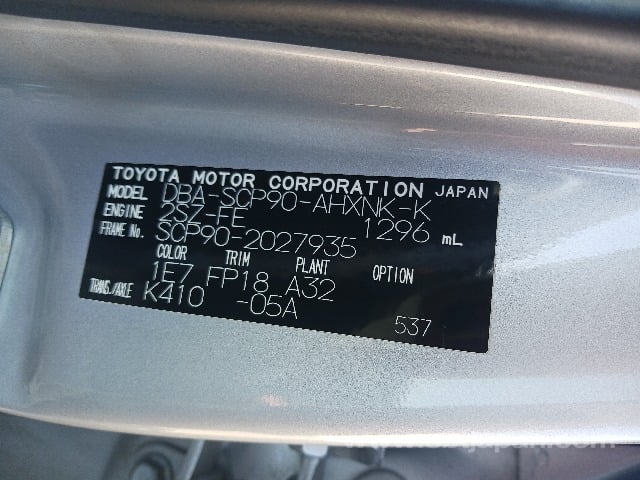 TOYOTA MOTOR CORPORATION JAPAN
MODEL DBA-SCP90-AHXNK-K
ENGINE 2SZ-FE 1296 mL
FRAME No. SCP90-2027935
COLOR TRIM PLANT OPTION
1E7 FP18 A32
TRANS./AXLE K410 -05A
537